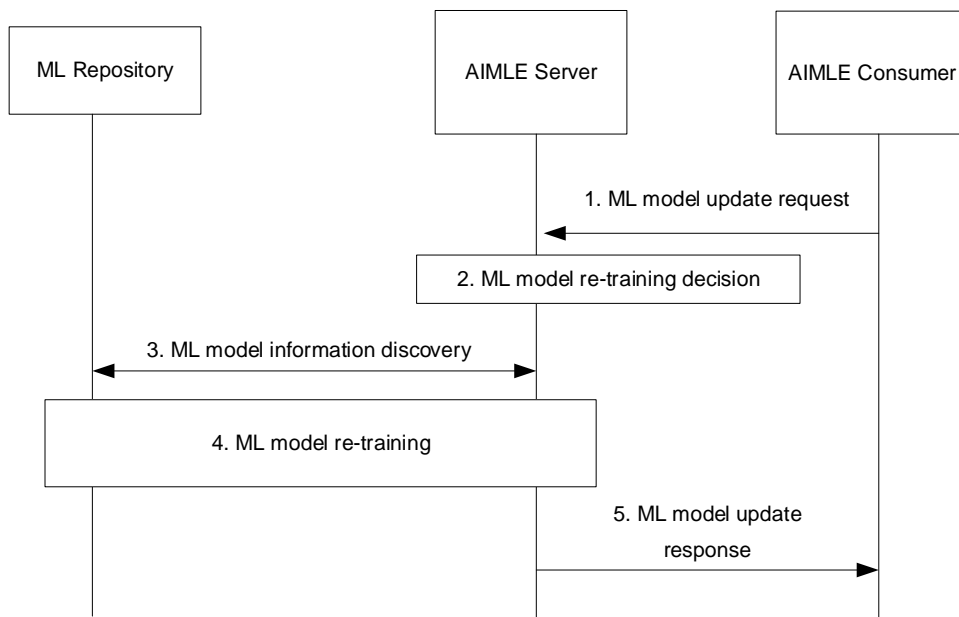 ML Repository
AIMLE Server
AIMLE Consumer
1. ML model update request
2. ML model re-training decision
3. ML model information discovery
4. ML model re-training
5. ML model update
response